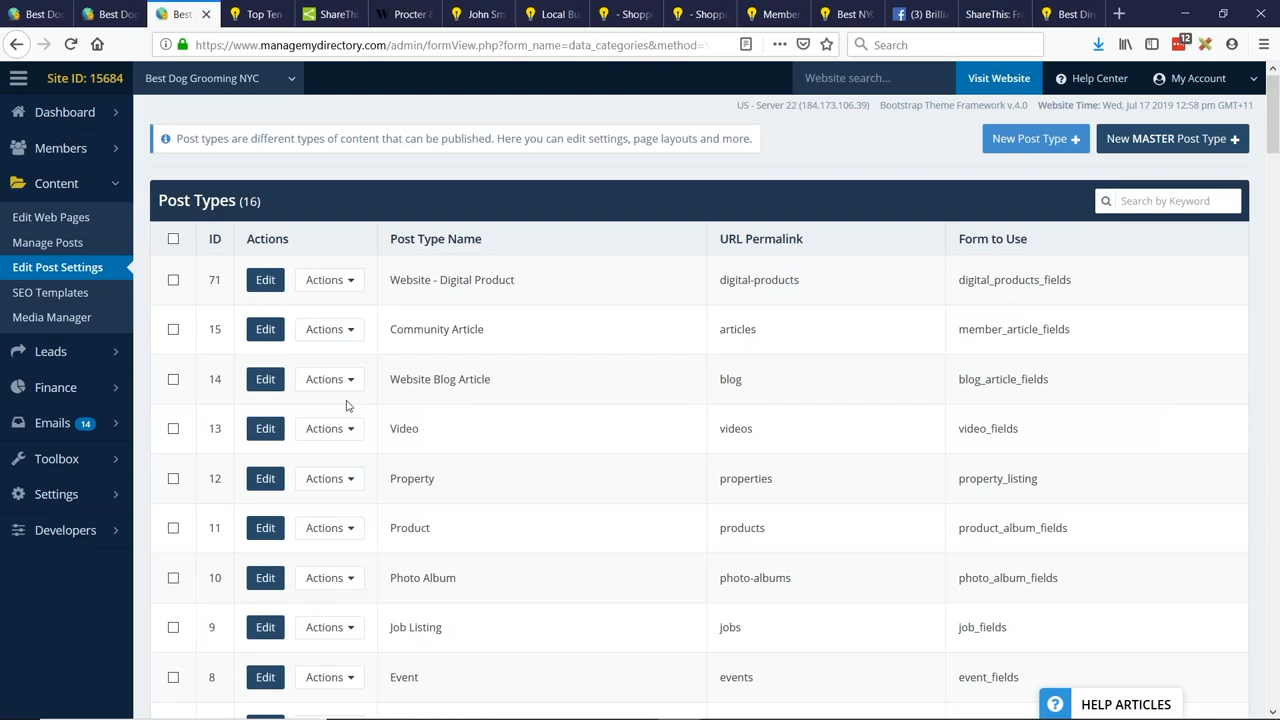 Best Do
Best Dog
Best
Top Ten
ShareThi
Procter
John Sm
Local Bu
- Shoppi
- Shoppi
Member
Best NY
(3) Brillia
ShareThis: Fr
Best Dire
https://www.managemydirectory.com/admin/formView.php?form_name=data_categories&method=
Search
12
Site ID: 15684
Best Dog Grooming NYC
Website search...
Visit Website
Help Center
My Account
US - Server 22 (184.173.106.39)
Bootstrap Theme Framework v.4.0
Website Time: Wed, Jul 17 2019 12:58 pm GMT+11
Dashboard
Members
Content
Edit Web Pages
Manage Posts
Edit Post Settings
SEO Templates
Media Manager
Leads
Finance
Emails 14
Toolbox
Settings
Developers
Post types are different types of content that can be published. Here you can edit settings, page layouts and more.
New Post Type +
New MASTER Post Type +
Post Types (16)
Search by Keyword
ID Actions Post Type Name URL Permalink Form to Use
71 Edit Actions Website - Digital Product digital-products digital_products_fields
15 Edit Actions Community Article articles member_article_fields
14 Edit Actions Website Blog Article blog blog_article_fields
13 Edit Actions Video videos video_fields
12 Edit Actions Property properties property_listing
11 Edit Actions Product products product_album_fields
10 Edit Actions Photo Album photo-albums photo_album_fields
9 Edit Actions Job Listing jobs job_fields
8 Edit Actions Event events event_fields
HELP ARTICLES